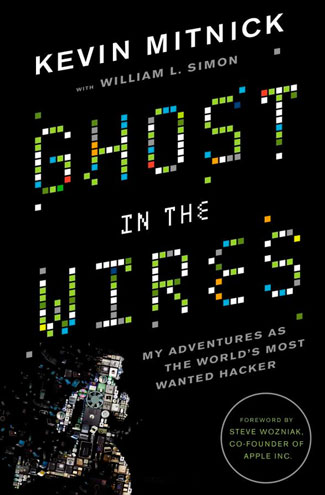 KEVIN MITNICK
WITH WILLIAM L. SIMON
GHOST
IN THE
WIRES
MY ADVENTURES AS
THE WORLD'S MOST
WANTED HACKER
FOREWORD BY
STEVE WOZNIAK,
CO-FOUNDER OF
APPLE INC.